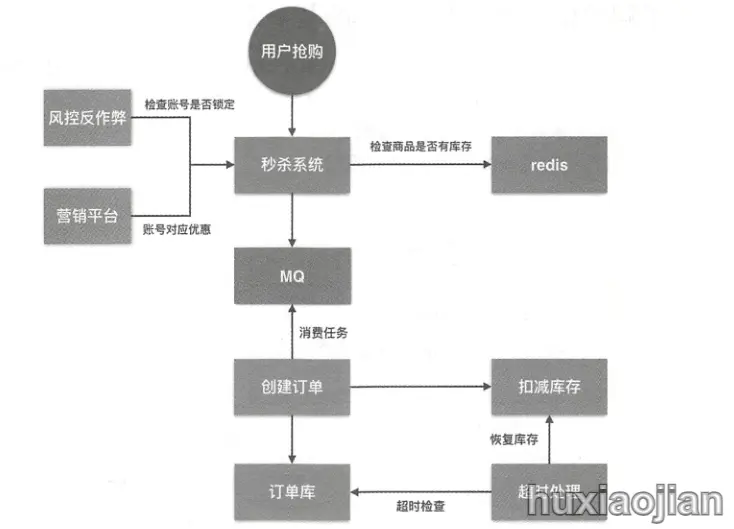 用户抢购
风控反作弊
检查账号是否锁定
秒杀系统
检查商品是否有库存
redis
营销平台
账号对应优惠
MQ
消费任务
创建订单
扣减库存
恢复库存
订单库
超时检查
超时处理
huxiaojian